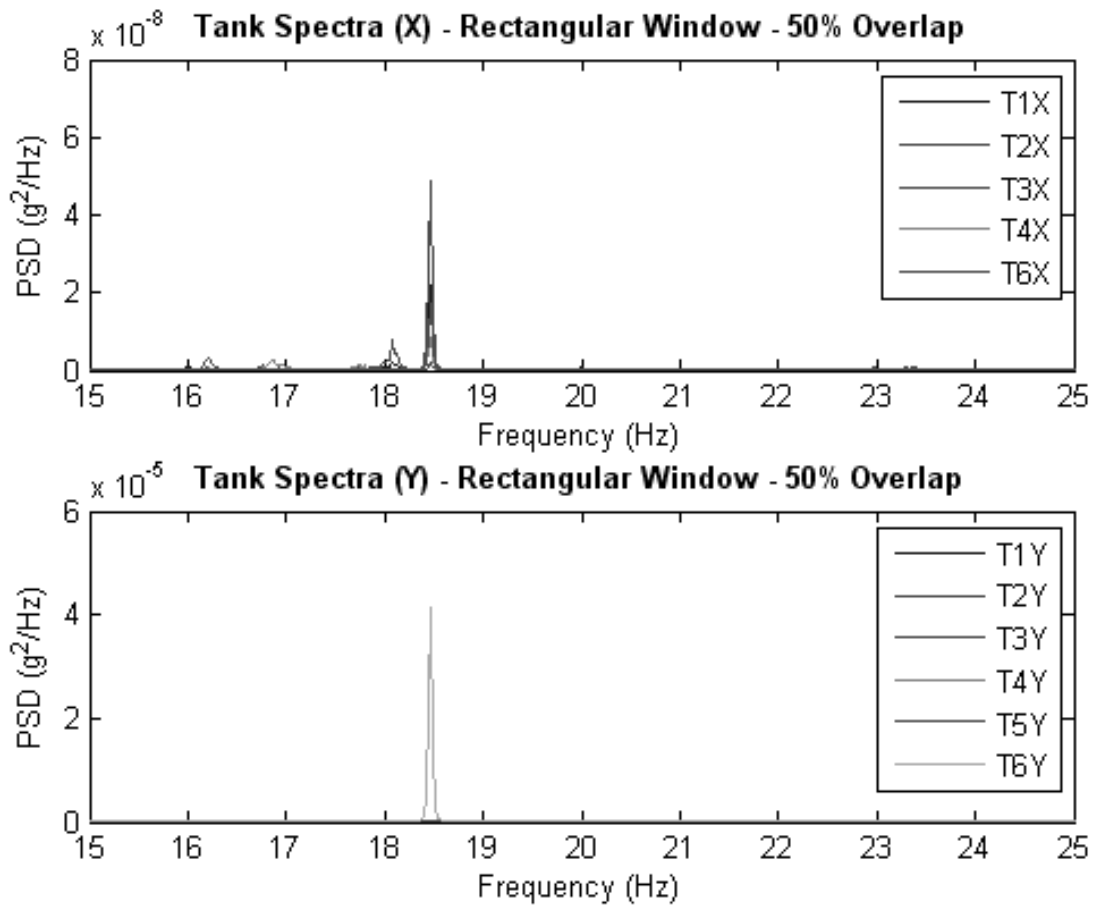 x 10-8
Tank Spectra (X) - Rectangular Window - 50% Overlap
8
6
4
2
0
PSD (g2/Hz)
T1X
T2X
T3X
T4X
T6X
15 16 17 18 19 20 21 22 23 24 25
Frequency (Hz)
x 10-5
Tank Spectra (Y) - Rectangular Window - 50% Overlap
6
4
2
0
PSD (g2/Hz)
T1Y
T2Y
T3Y
T4Y
T5Y
T6Y
15 16 17 18 19 20 21 22 23 24 25
Frequency (Hz)